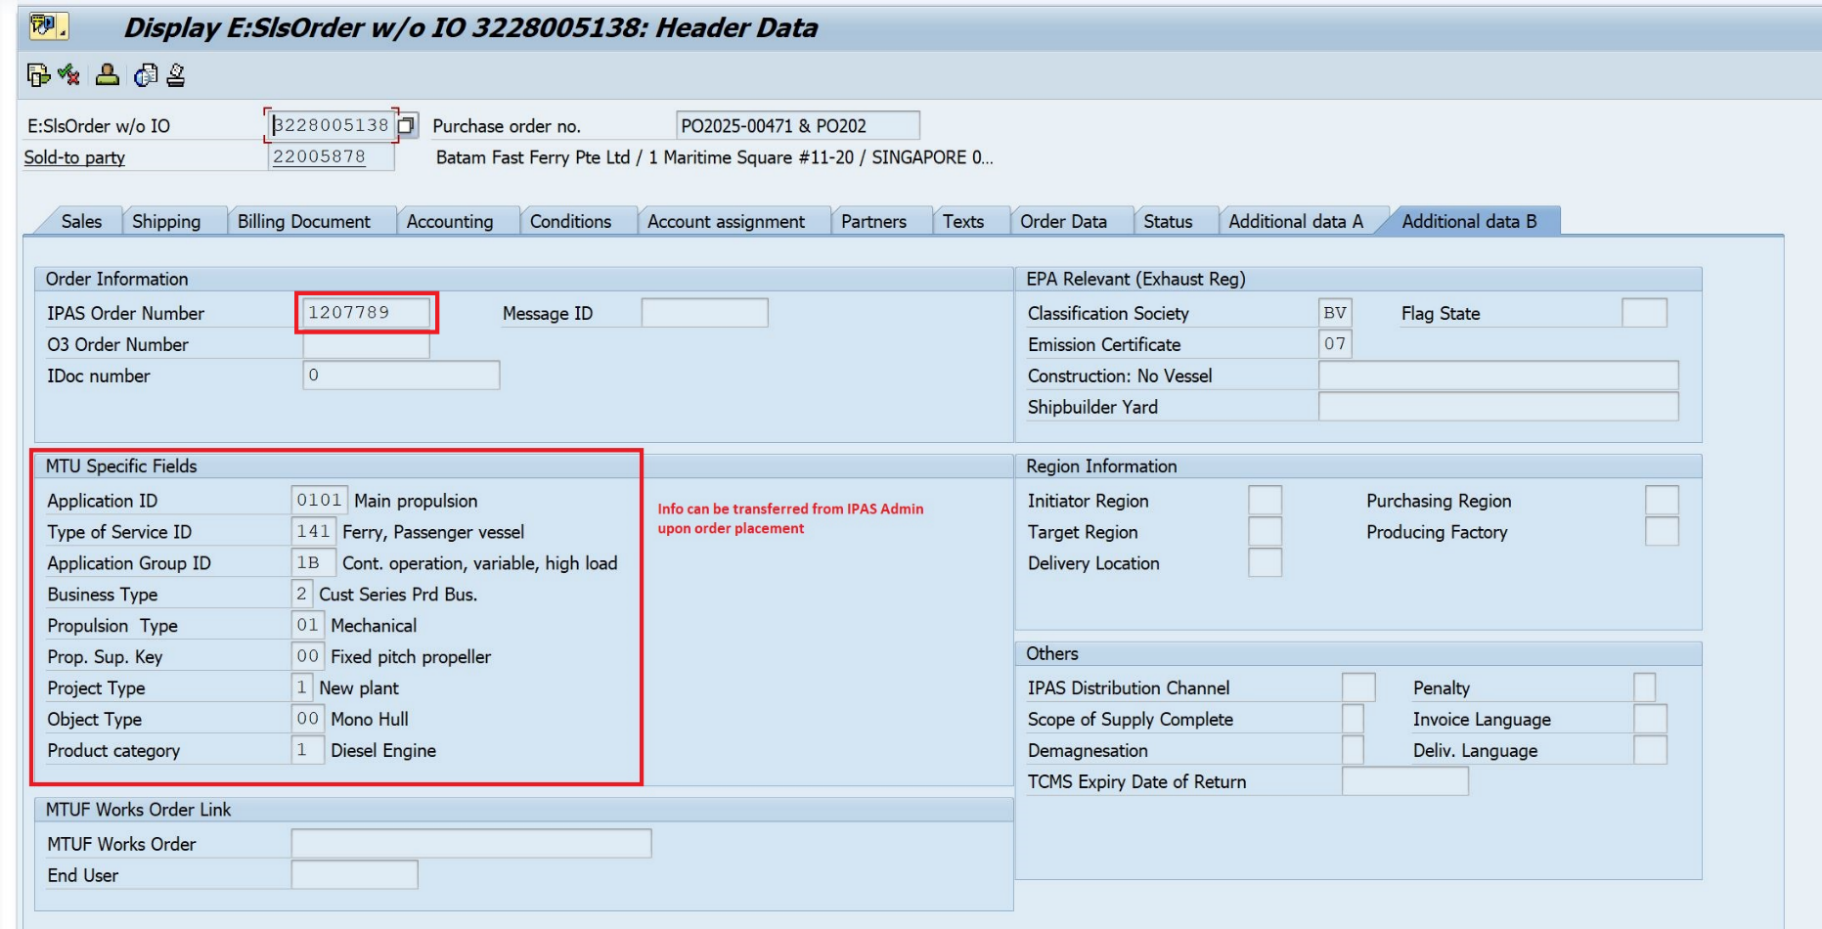 Display E:SlsOrder w/o IO 3228005138: Header Data
E:SlsOrder w/o IO 3228005138 Purchase order no. PO2025-00471 & PO202
Sold-to party 22005878 Batam Fast Ferry Pte Ltd / 1 Maritime Square #11-20 / SINGAPORE 0...
Sales Shipping Billing Document Accounting Conditions Account assignment Partners Texts Order Data Status Additional data A Additional data B
Order Information
IPAS Order Number 1207789 Message ID
O3 Order Number
IDoc number 0
EPA Relevant (Exhaust Reg)
Classification Society BV Flag State
Emission Certificate 07
Construction: No Vessel
Shipbuilder Yard
MTU Specific Fields
Application ID 0101 Main propulsion
Type of Service ID 141 Ferry, Passenger vessel
Application Group ID 1B Cont. operation, variable, high load
Business Type 2 Cust Series Prd Bus.
Propulsion Type 01 Mechanical
Prop. Sup. Key 00 Fixed pitch propeller
Project Type 1 New plant
Object Type 00 Mono Hull
Product category 1 Diesel Engine
Info can be transferred from IPAS Admin
upon order placement
Region Information
Initiator Region Purchasing Region
Target Region Producing Factory
Delivery Location
Others
IPAS Distribution Channel Penalty
Scope of Supply Complete Invoice Language
Demagnesation Deliv. Language
TCMS Expiry Date of Return
MTUF Works Order Link
MTUF Works Order
End User